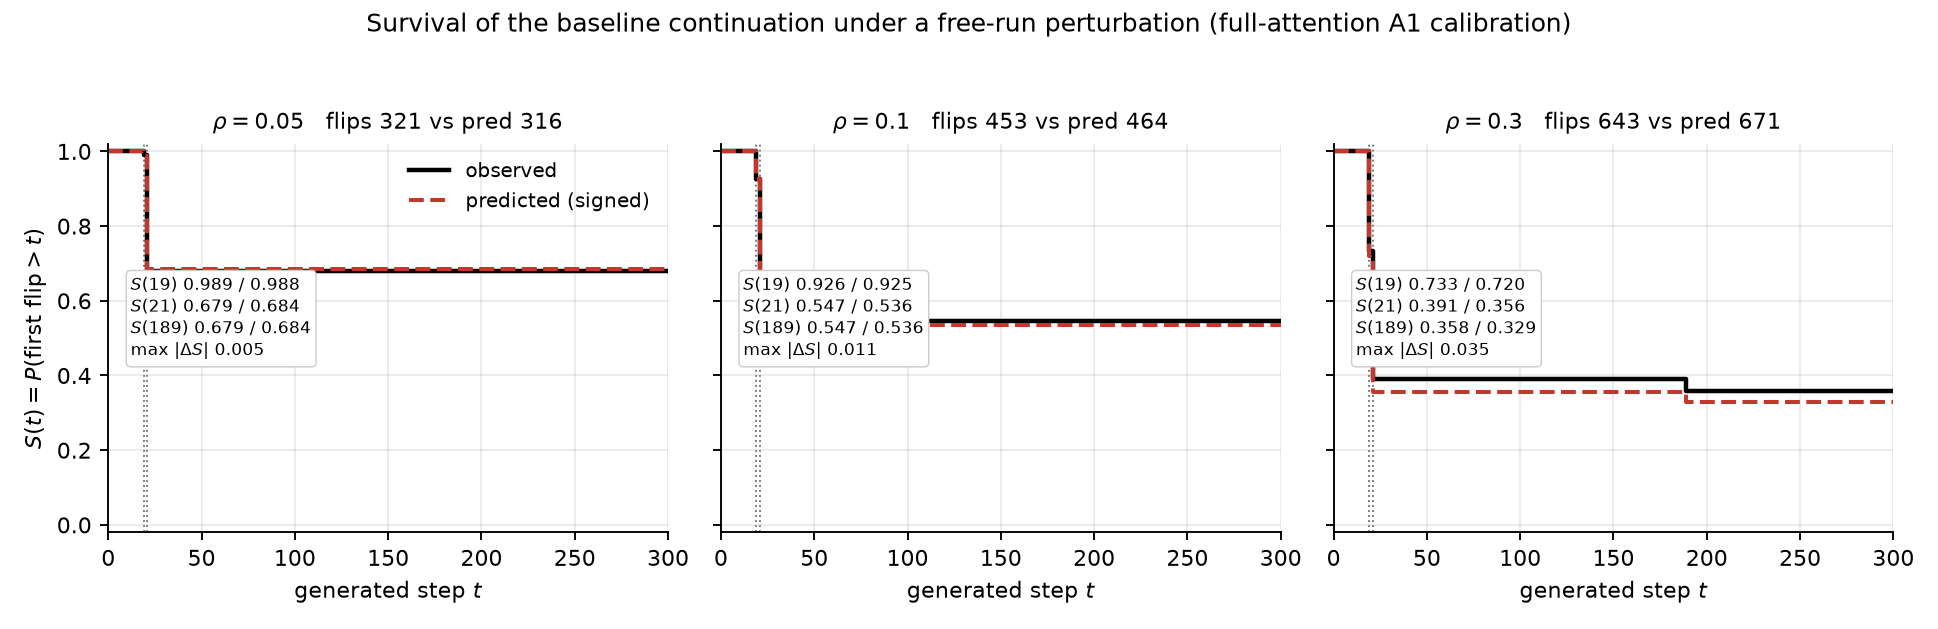 Survival of the baseline continuation under a free-run perturbation (full-attention A1 calibration)
ρ = 0.05 flips 321 vs pred 316
ρ = 0.1 flips 453 vs pred 464
ρ = 0.3 flips 643 vs pred 671
S(t) = P(first flip > t)
1.0
0.8
0.6
0.4
0.2
0.0
observed
predicted (signed)
S(19) 0.989 / 0.988
S(21) 0.679 / 0.684
S(189) 0.679 / 0.684
max |ΔS| 0.005
S(19) 0.926 / 0.925
S(21) 0.547 / 0.536
S(189) 0.547 / 0.536
max |ΔS| 0.011
S(19) 0.733 / 0.720
S(21) 0.391 / 0.356
S(189) 0.358 / 0.329
max |ΔS| 0.035
0 50 100 150 200 250 300
0 50 100 150 200 250 300
0 50 100 150 200 250 300
generated step t
generated step t
generated step t